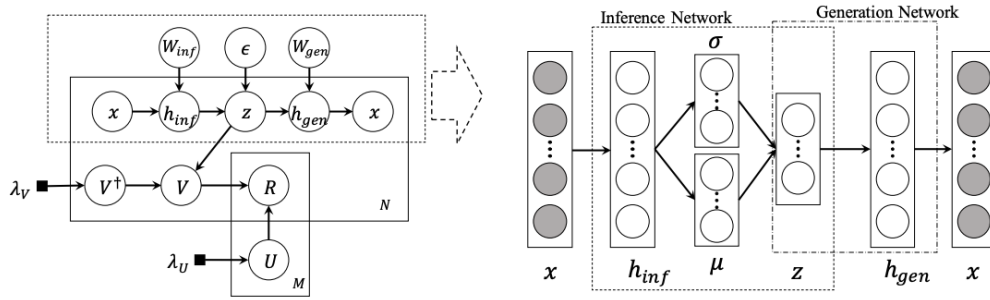 W_inf ϵ W_gen
x h_inf z h_gen x
λ_V V† V R N
λ_U U M
Inference Network
Generation Network
σ
μ
x h_inf z h_gen x